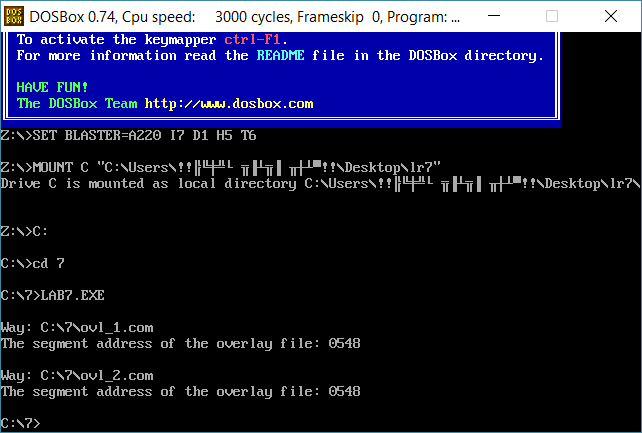 DOSBox 0.74, Cpu speed: 3000 cycles, Frameskip 0, Program: ...
To activate the keymapper ctrl-F1.
For more information read the README file in the DOSBox directory.
HAVE FUN!
The DOSBox Team http://www.dosbox.com
Z:\>SET BLASTER=A220 I7 D1 H5 T6
Z:\>MOUNT C "C:\Users\!!╠╚╬╩└ ╦╟┴╦╢ ╥╁┴▀!!\Desktop\lr7"
Drive C is mounted as local directory C:\Users\!!╠╚╬╩└ ╦╟┴╦╢ ╥╁┴▀!!\Desktop\lr7\
Z:\>C:
C:\>cd 7
C:\7>LAB7.EXE
Way: C:\7\ovl_1.com
The segment address of the overlay file: 0548
Way: C:\7\ovl_2.com
The segment address of the overlay file: 0548
C:\7>